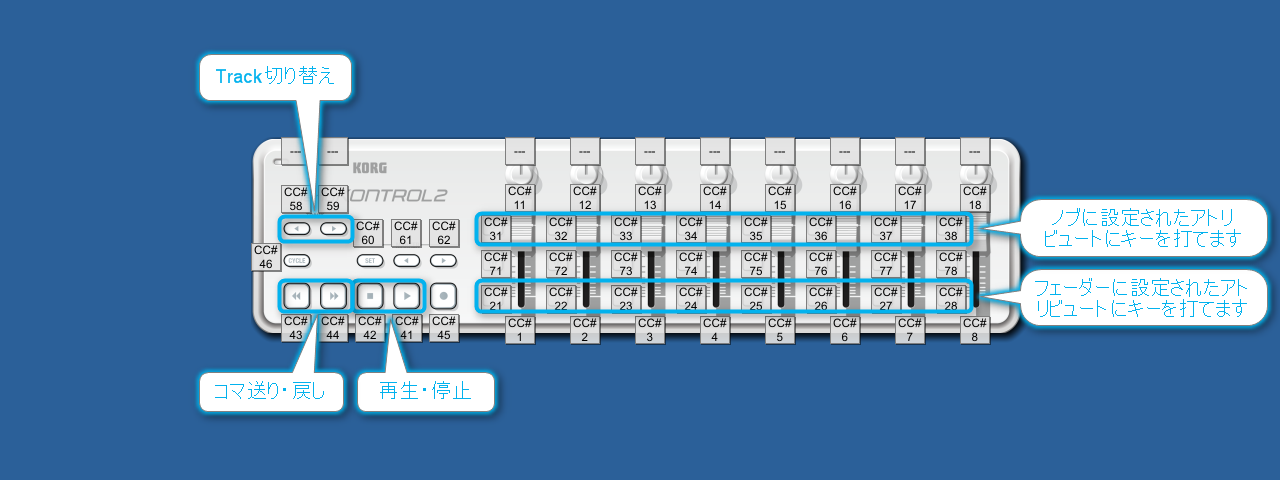 Track切り替え
--- --- --- --- --- --- --- --- --- ---
KORG
CC# 58 CC# 59
ONTROL2
CC# 11 CC# 12 CC# 13 CC# 14 CC# 15 CC# 16 CC# 17 CC# 18
CC# 60 CC# 61 CC# 62
CC# 31 CC# 32 CC# 33 CC# 34 CC# 35 CC# 36 CC# 37 CC# 38
ノブに設定されたアトリ
ビュートにキーを打てます
CC# 46
CYCLE SET
CC# 71 CC# 72 CC# 73 CC# 74 CC# 75 CC# 76 CC# 77 CC# 78
CC# 21 CC# 22 CC# 23 CC# 24 CC# 25 CC# 26 CC# 27 CC# 28
フェーダーに設定されたアト
リビュートにキーを打てます
CC# 43 CC# 44 CC# 42 CC# 41 CC# 45
CC# 1 CC# 2 CC# 3 CC# 4 CC# 5 CC# 6 CC# 7 CC# 8
コマ送り・戻し
再生・停止